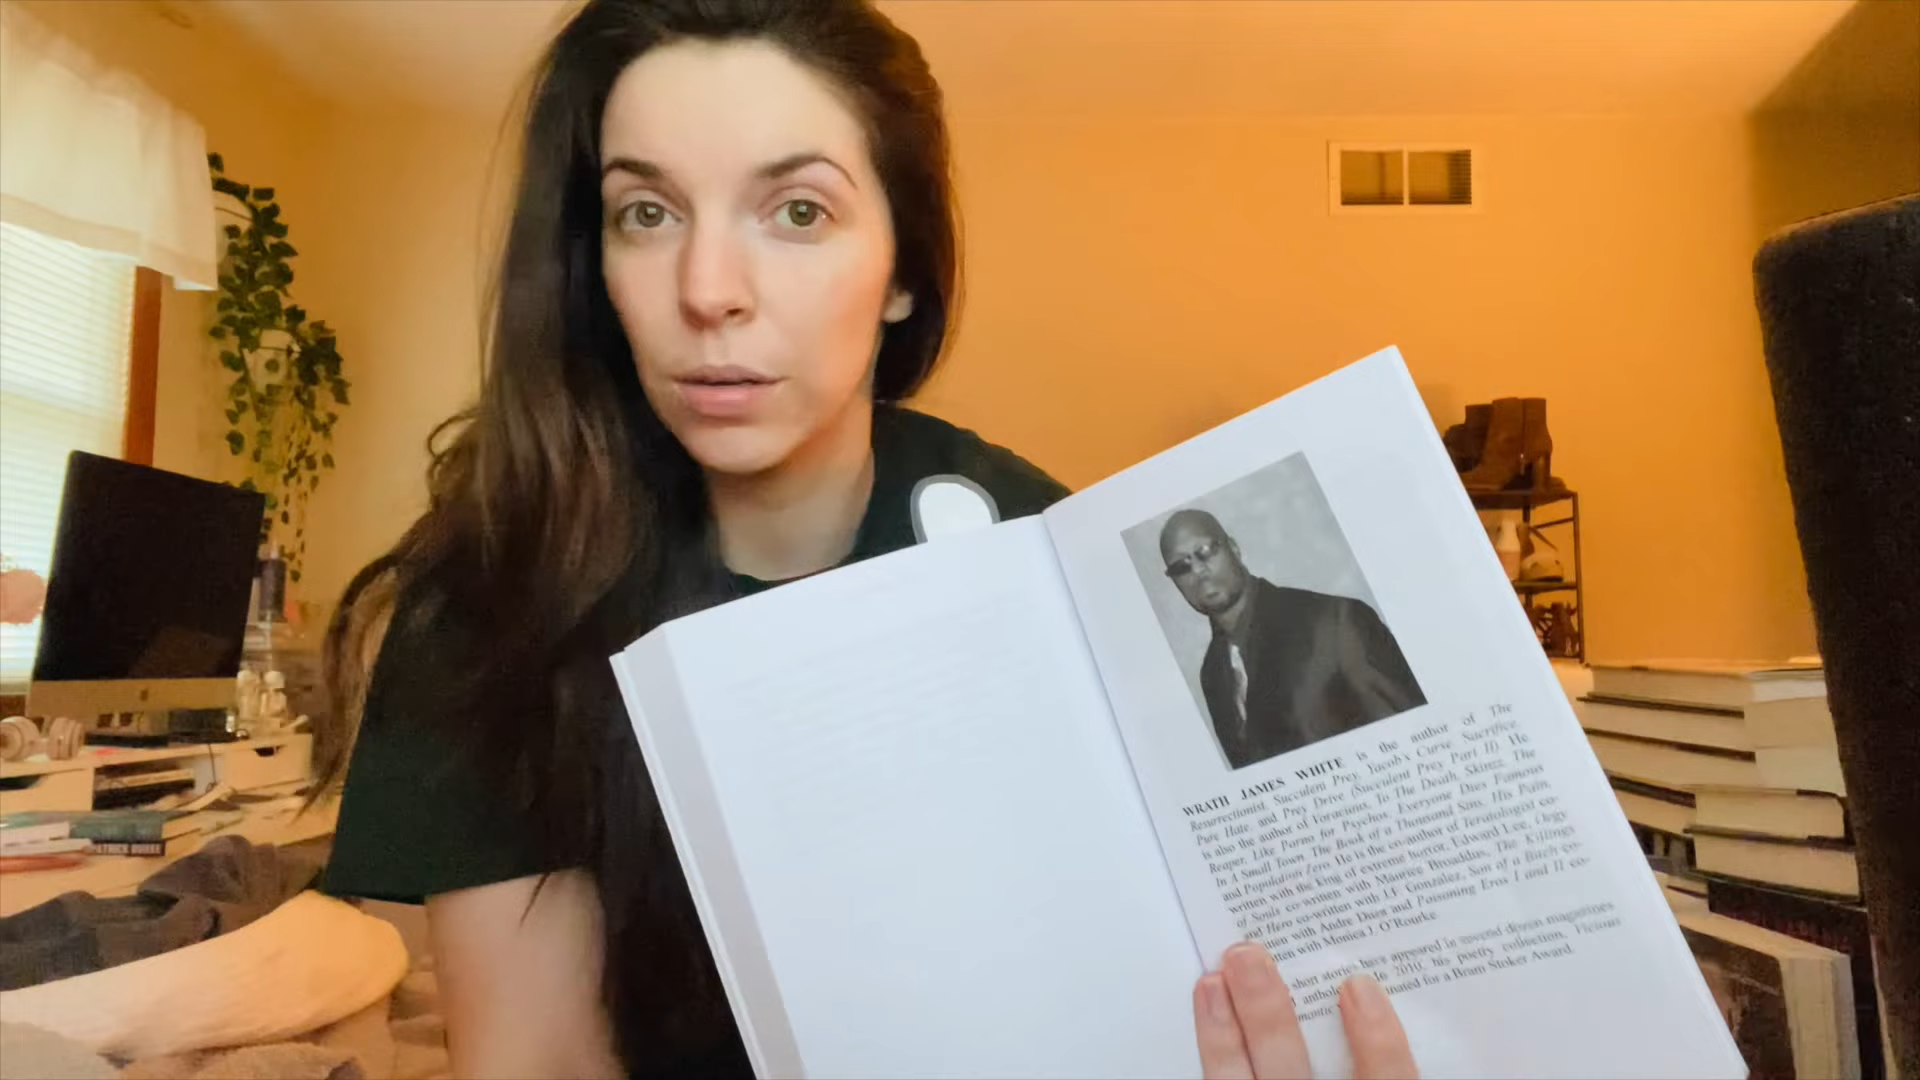 WRATH JAMES WHITE is the author of The
Resurrectionist, Succulent Prey, Yacob's Curse, Sacrifice,
Pure Hate, and Prey Drive (Succulent Prey Part II). He
is also the author of Voracious, To The Death, Skinzz, The
Reaper, Like Porno for Psychos, Everyone Dies Famous
In A Small Town, The Book of a Thousand Sins, His Pain,
and Population Zero. He is the co-author of Teratologist co-
written with the king of extreme horror, Edward Lee, Orgy
of Souls co-written with Maurice Broaddus, The Killings
and Hero co-written with J.F. Gonzalez, Son of a Bitch co-
with Andre Duza and Poisoning Eros I and II co-
with Monica J. O'Rourke.
short stories have appeared in several dozen magazines
In 2010, his poetry collection, Vicious
for a Bram Stoker Award.